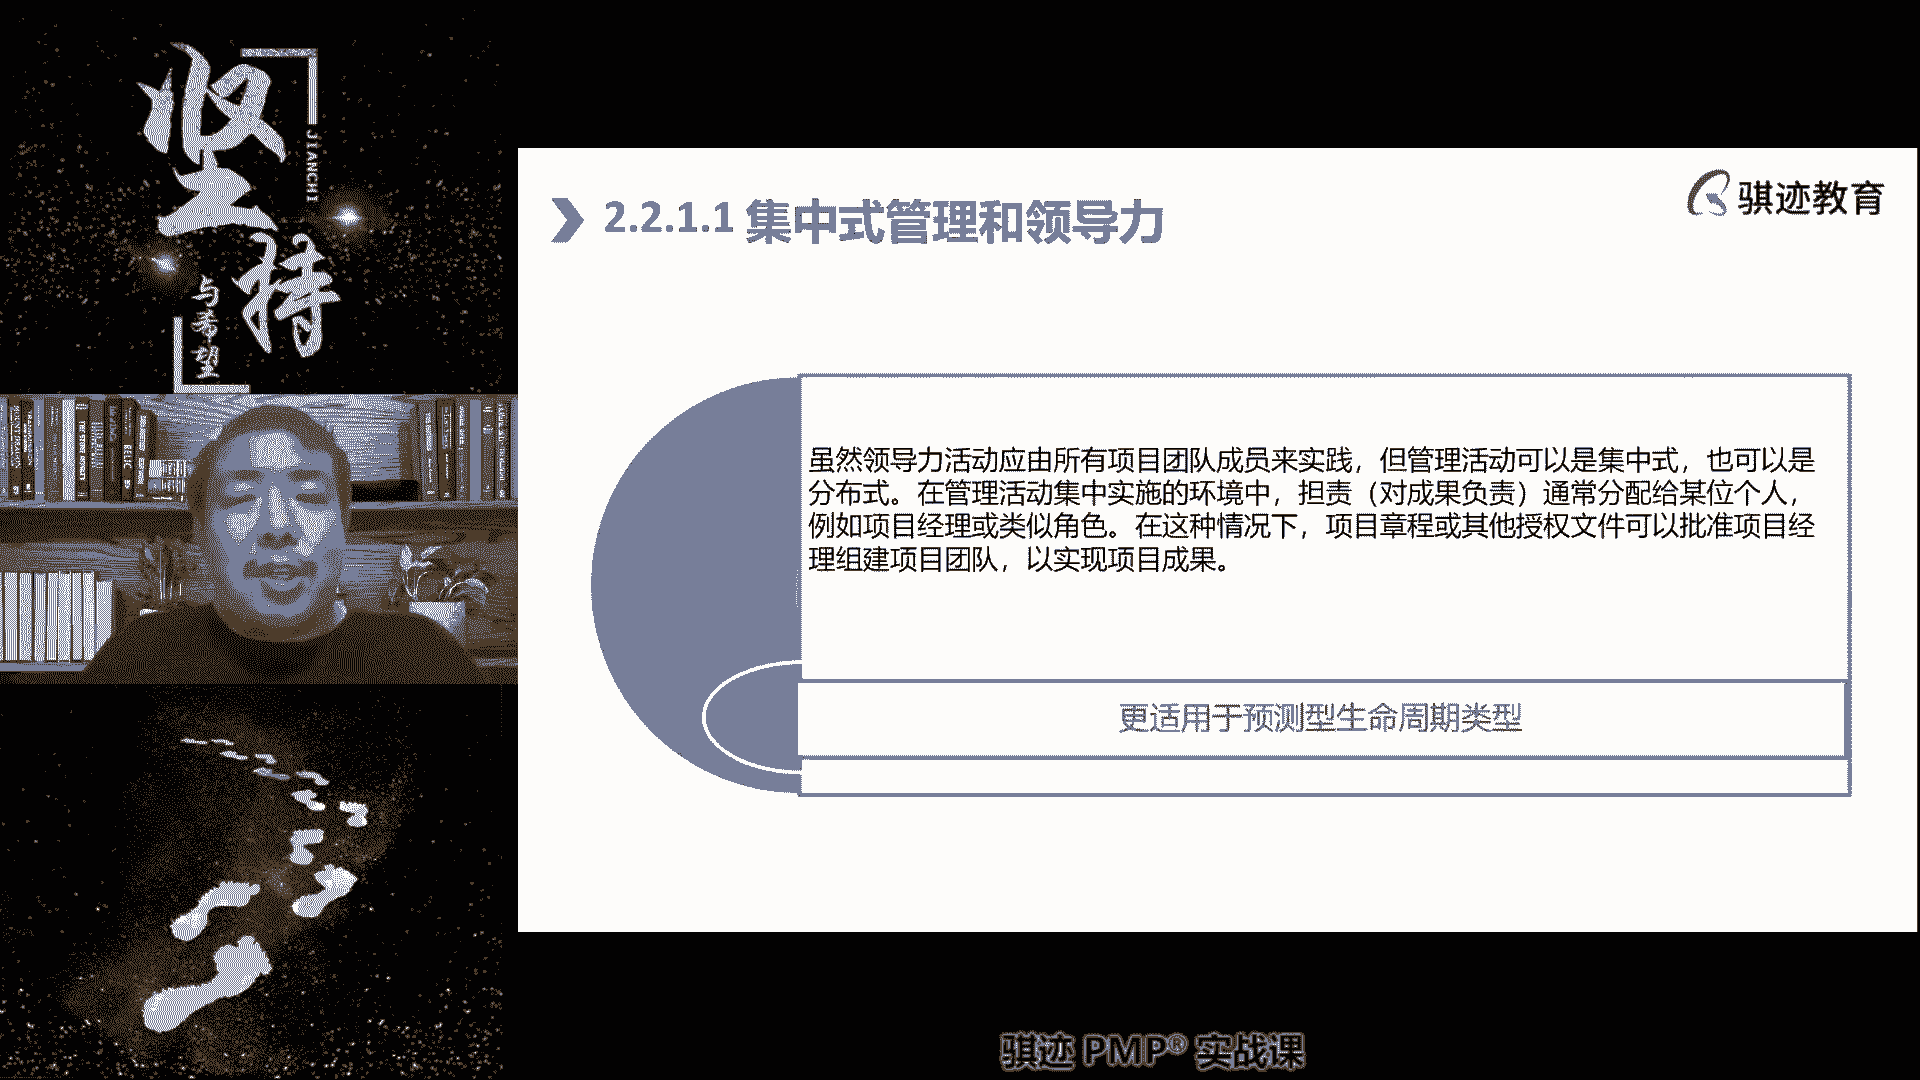 坚持
JIANCHI
与希望
骐迹教育
2.2.1.1 集中式管理和领导力
虽然领导力活动应由所有项目团队成员来实践，但管理活动可以是集中式，也可以是
分布式。在管理活动集中实施的环境中，担责（对成果负责）通常分配给某位个人，
例如项目经理或类似角色。在这种情况下，项目章程或其他授权文件可以批准项目经
理组建项目团队，以实现项目成果。
更适用于预测型生命周期类型
骐迹 PMP® 实战课